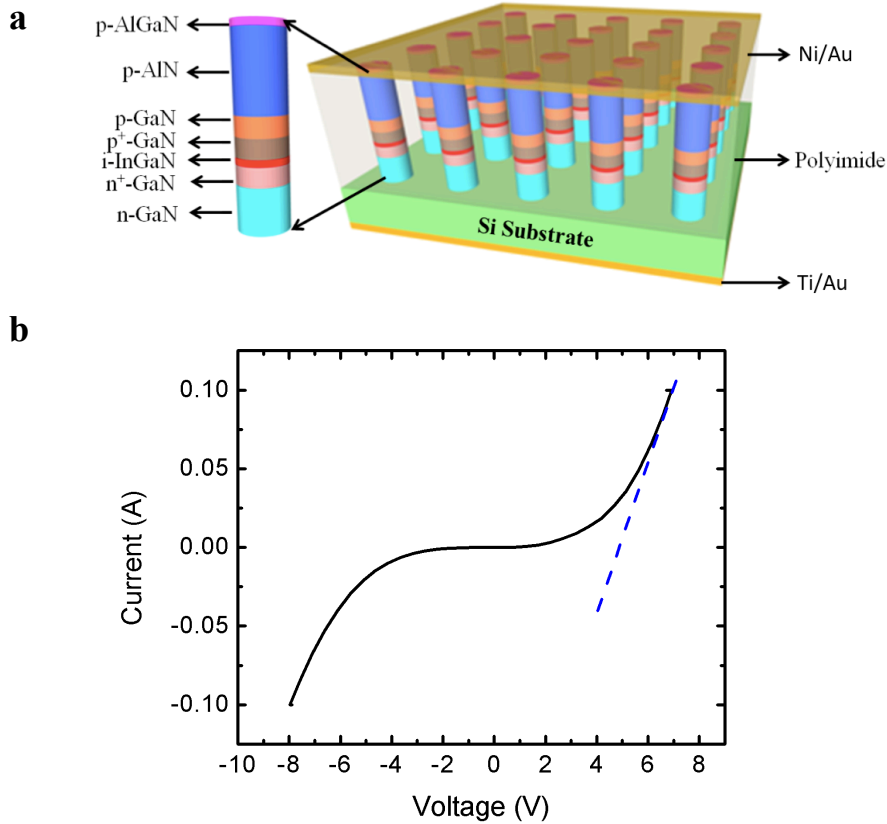 a
p-AlGaN
p-AlN
p-GaN
p⁺-GaN
i-InGaN
n⁺-GaN
n-GaN
Ni/Au
Polyimide
Si Substrate
Ti/Au
b
Current (A)
0.10
0.05
0.00
-0.05
-0.10
-10 -8 -6 -4 -2 0 2 4 6 8
Voltage (V)